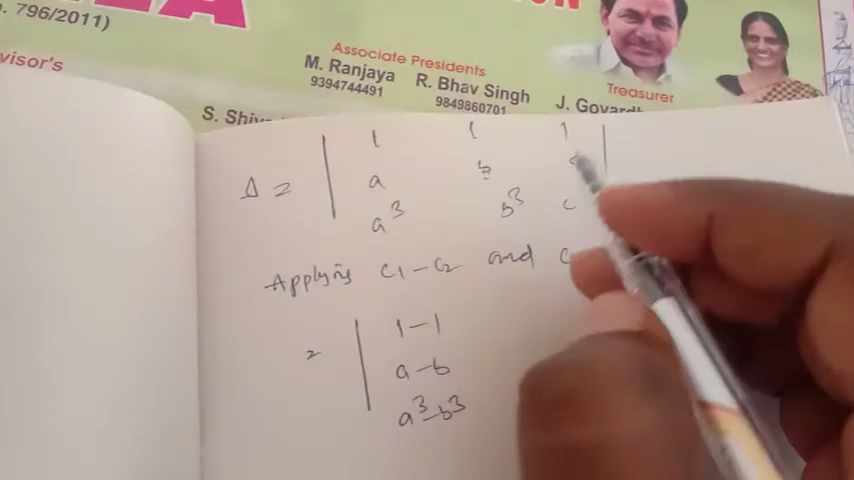 . 796/2011)
visor's
Associate Presidents
M. Ranjaya R. Bhav Singh
9394744491 9849860701
Treasurer
S. Shiv J. Govardh
Δ = | 1 1 1 |
a b
a³ b³ c
Applying C1-C2 and C
= | 1-1
a-b
a³-b³